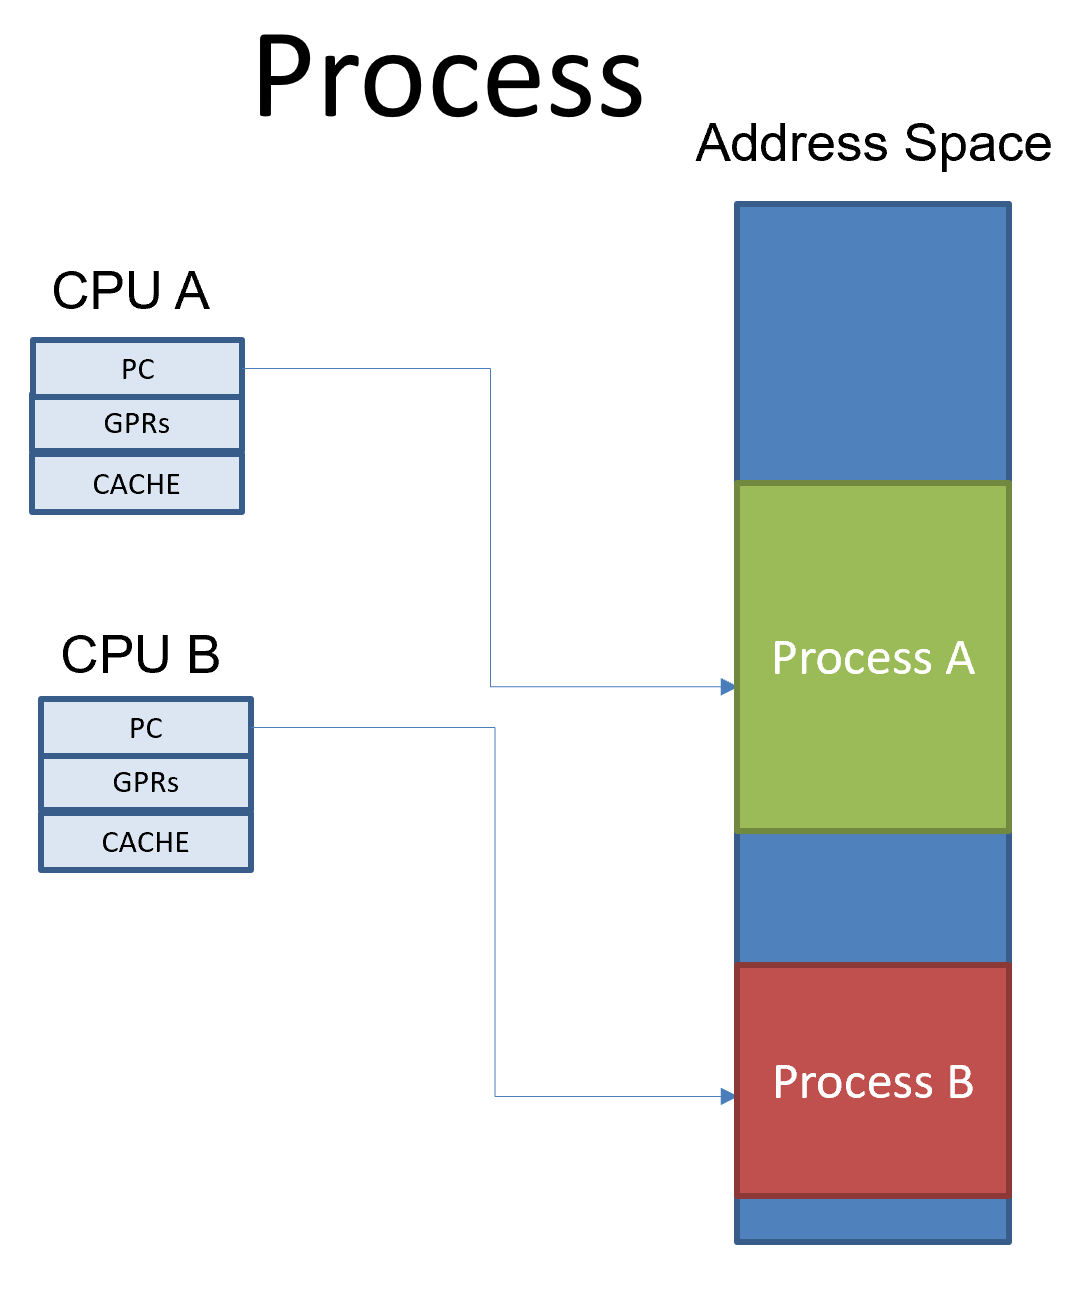 Process
Address Space
CPU A
PC
GPRs
CACHE
Process A
CPU B
PC
GPRs
CACHE
Process B